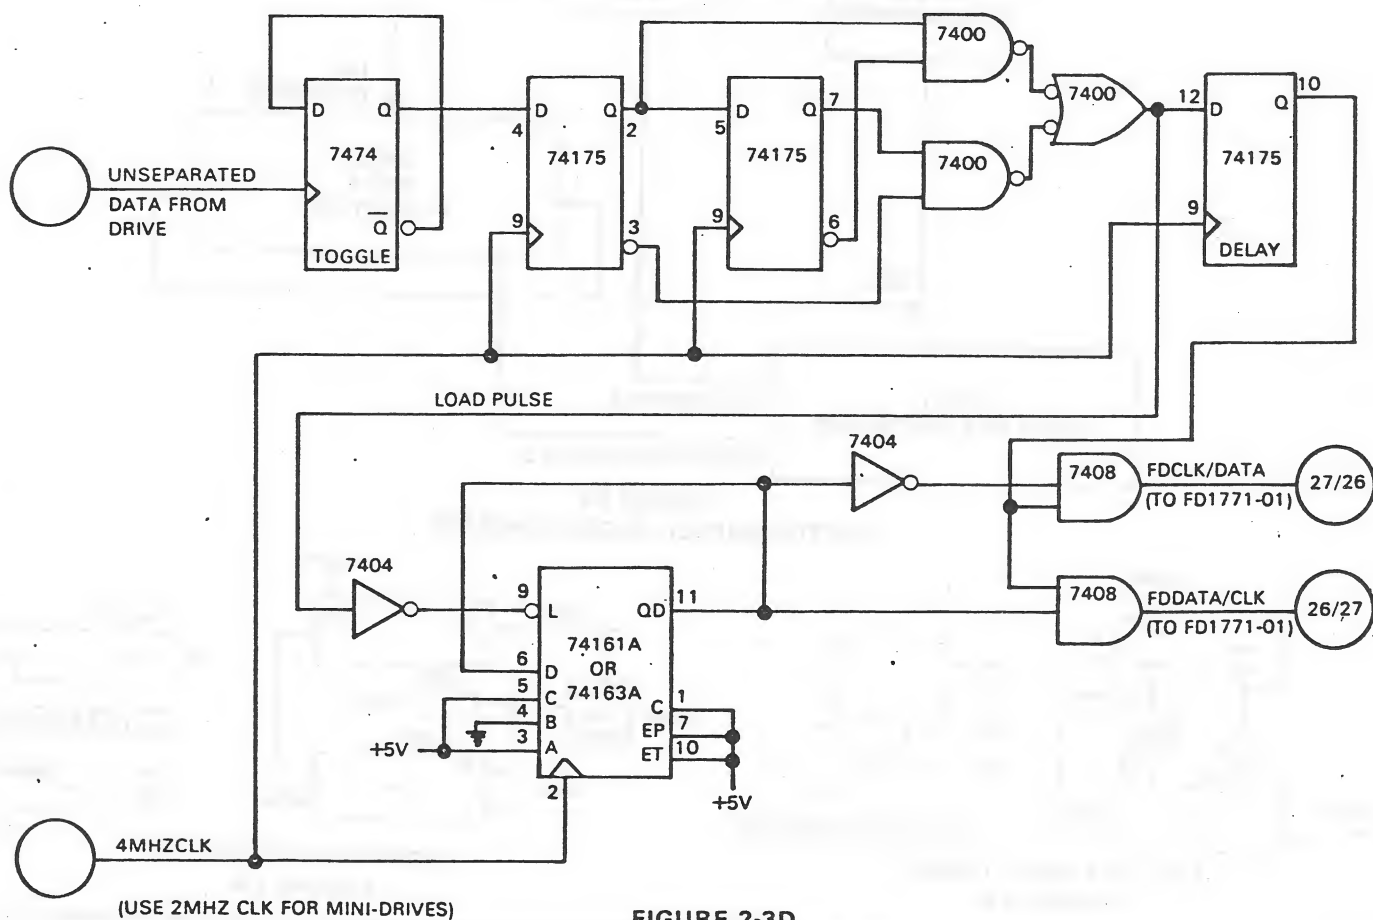 7400
D
Q
7474
Q
TOGGLE
UNSEPARATED
DATA FROM
DRIVE
4
D
Q
2
74175
9
3
5
D
Q
7
74175
9
6
7400
7400
12
D
Q
10
74175
9
DELAY
LOAD PULSE
7404
7408
FDCLK/DATA
(TO FD1771-01)
27/26
7404
9
L
QD
11
74161A
OR
74163A
6
D
5
C
4
B
3
A
C
1
EP
7
ET
10
2
+5V
+5V
7408
FDDATA/CLK
(TO FD1771-01)
26/27
4MHZCLK
(USE 2MHZ CLK FOR MINI-DRIVES)
FIGURE 2-3D